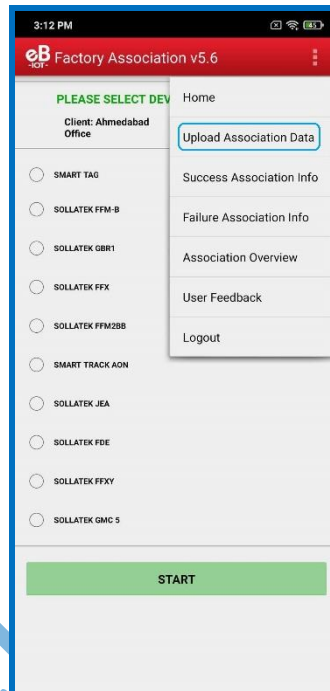 3:12 PM
85
eB
-IOT-
Factory Association v5.6
PLEASE SELECT DEV
Client: Ahmedabad
Office
Home
Upload Association Data
Success Association Info
Failure Association Info
Association Overview
User Feedback
Logout
SMART TAG
SOLLATEK FFM-B
SOLLATEK GBR1
SOLLATEK FFX
SOLLATEK FFM2BB
SMART TRACK AON
SOLLATEK JEA
SOLLATEK FDE
SOLLATEK FFXY
SOLLATEK GMC 5
START